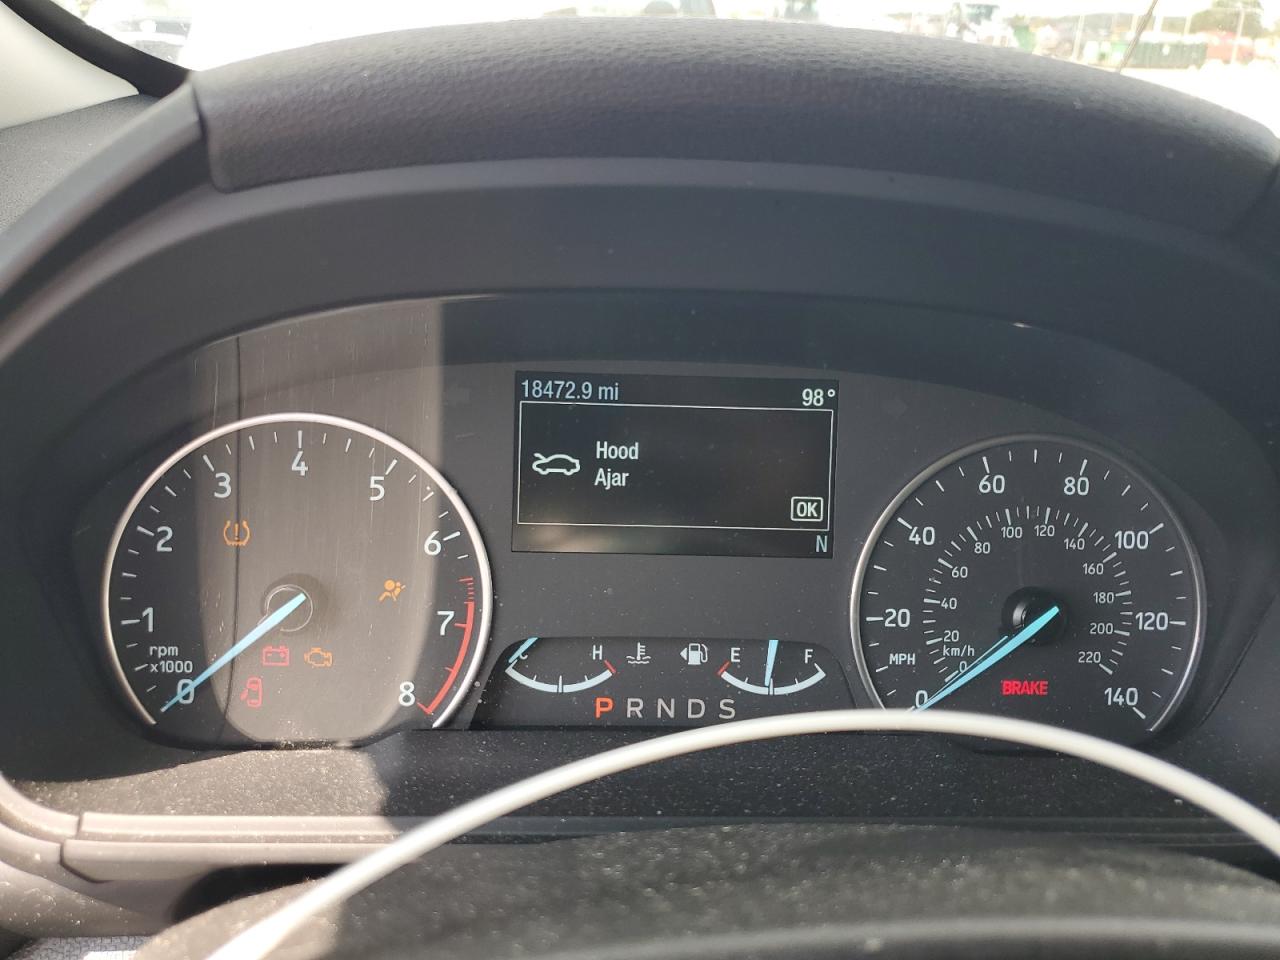 18472.9 mi 98°
Hood
Ajar
OK
N
0 1 2 3 4 5 6 7 8
rpm
x1000
H E F
P R N D S
0 20 40 60 80 100 120 140
MPH
0 20 40 60 80 100 120 140 160 180 200 220
km/h
BRAKE